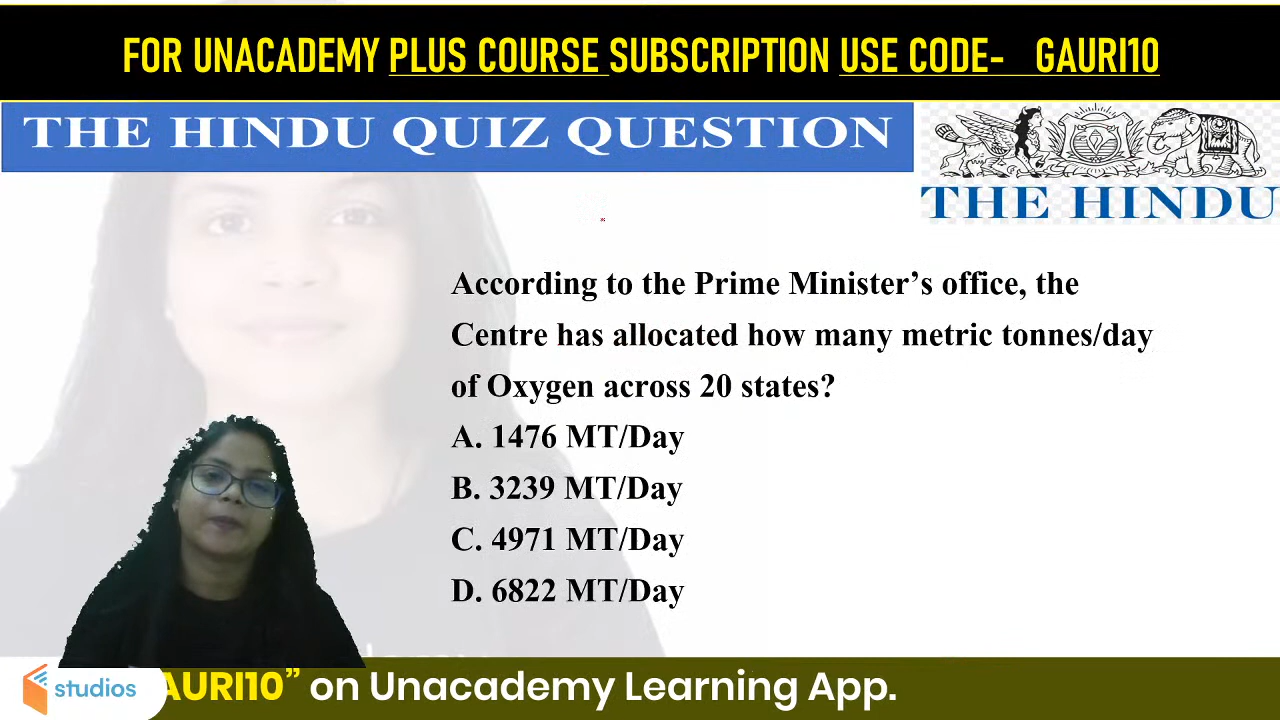 FOR UNACADEMY PLUS COURSE SUBSCRIPTION USE CODE- GAURI10
THE HINDU QUIZ QUESTION
THE HINDU
According to the Prime Minister’s office, the
Centre has allocated how many metric tonnes/day
of Oxygen across 20 states?
A. 1476 MT/Day
B. 3239 MT/Day
C. 4971 MT/Day
D. 6822 MT/Day
studios AURI10” on Unacademy Learning App.